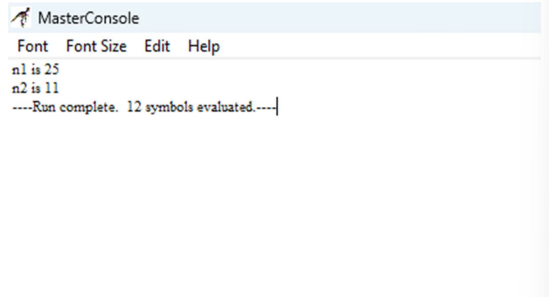 MasterConsole
Font Font Size Edit Help
n1 is 25
n2 is 11
----Run complete.  12 symbols evaluated.----